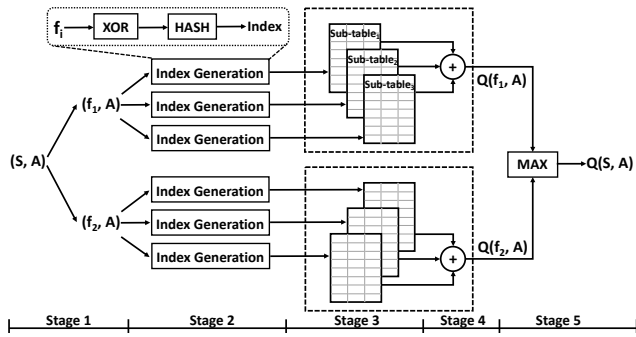 fi XOR HASH Index
Sub-table1
Sub-table2
Sub-table3
Index Generation
Index Generation
Index Generation
(f1, A)
+
Q(f1, A)
(S, A)
MAX
Q(S, A)
(f2, A)
Index Generation
Index Generation
Index Generation
+
Q(f2, A)
Stage 1 Stage 2 Stage 3 Stage 4 Stage 5